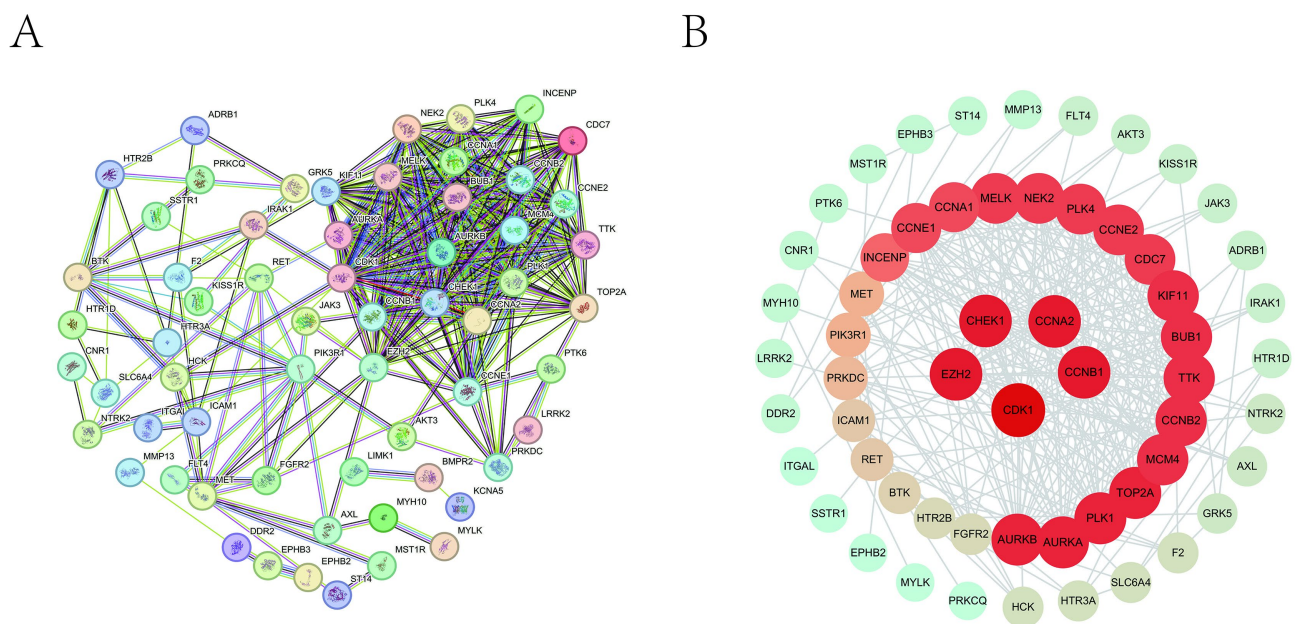 A
B
INCENP
PLK4
NEK2
CDC7
ADRB1
CCNA1
HTR2B
PRKCQ
MELK
CCNB2
GRK5
KIF11
BUB1
CCNE2
SSTR1
IRAK1
AURKA
MCM4
TTK
AURKB
BTK
F2
RET
CDK1
PLK1
KISS1R
CHEK1
TOP2A
JAK3
CCNB1
CCNA2
HTR1D
HTR3A
CNR1
HCK
PIK3R1
EZH2
PTK6
SLC6A4
CCNE1
ITGAL
ICAM1
LRRK2
NTRK2
AKT3
PRKDC
MMP13
FLT4
FGFR2
LIMK1
BMPR2
MET
KCNA5
MYH10
AXL
DDR2
MYLK
EPHB3
EPHB2
MST1R
ST14
MMP13
ST14
FLT4
EPHB3
AKT3
MST1R
KISS1R
PTK6
JAK3
CNR1
ADRB1
MYH10
IRAK1
LRRK2
HTR1D
DDR2
NTRK2
ITGAL
AXL
SSTR1
GRK5
EPHB2
F2
MYLK
SLC6A4
PRKCQ
HCK
HTR3A
MELK
NEK2
CCNA1
PLK4
CCNE1
CCNE2
INCENP
CDC7
MET
KIF11
PIK3R1
BUB1
PRKDC
TTK
ICAM1
CCNB2
RET
MCM4
BTK
TOP2A
HTR2B
PLK1
FGFR2
AURKB
AURKA
CHEK1
CCNA2
EZH2
CCNB1
CDK1